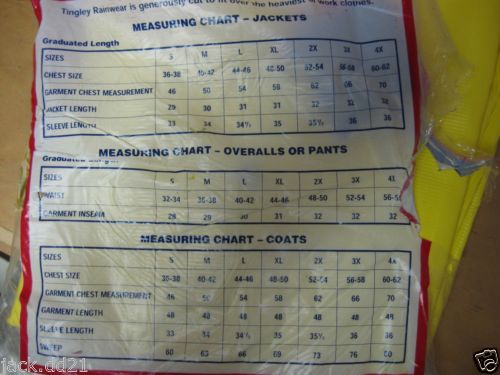 Tingley Rainwear is generously cut to fit over the heaviest of work clothes.
MEASURING CHART – JACKETS
Graduated Length
SIZES S M L XL 2X 3X 4X
CHEST SIZE 36-38 40-42 44-46 48-50 52-54 56-58 60-62
GARMENT CHEST MEASUREMENT 46 50 54 58 62 66 70
JACKET LENGTH 29 30 31 31 32 32 32
SLEEVE LENGTH 33 34 34½ 35 35½ 36 36
MEASURING CHART – OVERALLS OR PANTS
Graduated Length
SIZES S M L XL 2X 3X 4X
WAIST 32-34 36-38 40-42 44-46 48-50 52-54 56-58
GARMENT INSEAM 28 29 30 31 32 32 32
MEASURING CHART – COATS
SIZES S M L XL 2X 3X 4X
CHEST SIZE 36-38 40-42 44-46 48-50 52-54 56-58 60-62
GARMENT CHEST MEASUREMENT 46 50 54 58 62 66 70
GARMENT LENGTH 48 48 48 48 48 48 48
SLEEVE LENGTH 33 34 34½ 35 35½ 36 36
SWEEP 60 63 66 69 73 76 80
jack.dd21